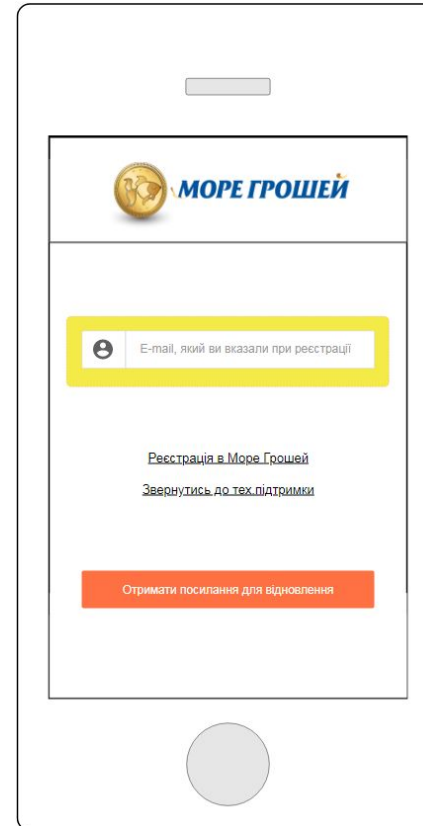 МОРЕ ГРОШЕЙ
E-mail, який ви вказали при реєстрації
Реєстрація в Море Грошей
Звернутись до тех.підтримки
Отримати посилання для відновлення